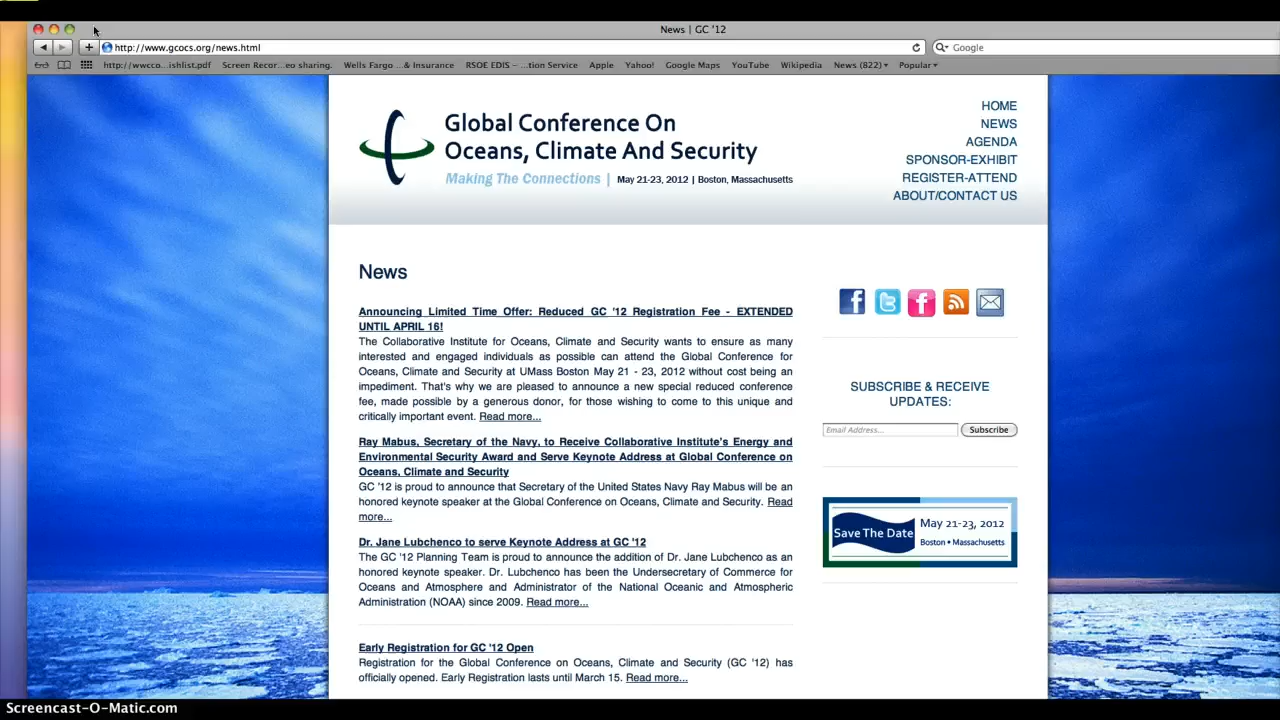 News | GC '12
http://www.gcocs.org/news.html
Google
http://wwcco...ishlist.pdf Screen Recor...eo sharing. Wells Fargo ...& Insurance RSOE EDIS – ...tion Service Apple Yahoo! Google Maps YouTube Wikipedia News (822) Popular
Global Conference On
Oceans, Climate And Security
Making The Connections | May 21-23, 2012 | Boston, Massachusetts
HOME
NEWS
AGENDA
SPONSOR-EXHIBIT
REGISTER-ATTEND
ABOUT/CONTACT US
News
Announcing Limited Time Offer: Reduced GC '12 Registration Fee - EXTENDED
UNTIL APRIL 16!
The Collaborative Institute for Oceans, Climate and Security wants to ensure as many
interested and engaged individuals as possible can attend the Global Conference for
Oceans, Climate and Security at UMass Boston May 21 - 23, 2012 without cost being an
impediment. That's why we are pleased to announce a new special reduced conference
fee, made possible by a generous donor, for those wishing to come to this unique and
critically important event. Read more...
Ray Mabus, Secretary of the Navy, to Receive Collaborative Institute's Energy and
Environmental Security Award and Serve Keynote Address at Global Conference on
Oceans, Climate and Security
GC '12 is proud to announce that Secretary of the United States Navy Ray Mabus will be an
honored keynote speaker at the Global Conference on Oceans, Climate and Security. Read
more...
Dr. Jane Lubchenco to serve Keynote Address at GC '12
The GC '12 Planning Team is proud to announce the addition of Dr. Jane Lubchenco as an
honored keynote speaker. Dr. Lubchenco has been the Undersecretary of Commerce for
Oceans and Atmosphere and Administrator of the National Oceanic and Atmospheric
Administration (NOAA) since 2009. Read more...
Early Registration for GC '12 Open
Registration for the Global Conference on Oceans, Climate and Security (GC '12) has
officially opened. Early Registration lasts until March 15. Read more...
SUBSCRIBE & RECEIVE
UPDATES:
Email Address... Subscribe
Save The Date
May 21-23, 2012
Boston • Massachusetts
Screencast-O-Matic.com